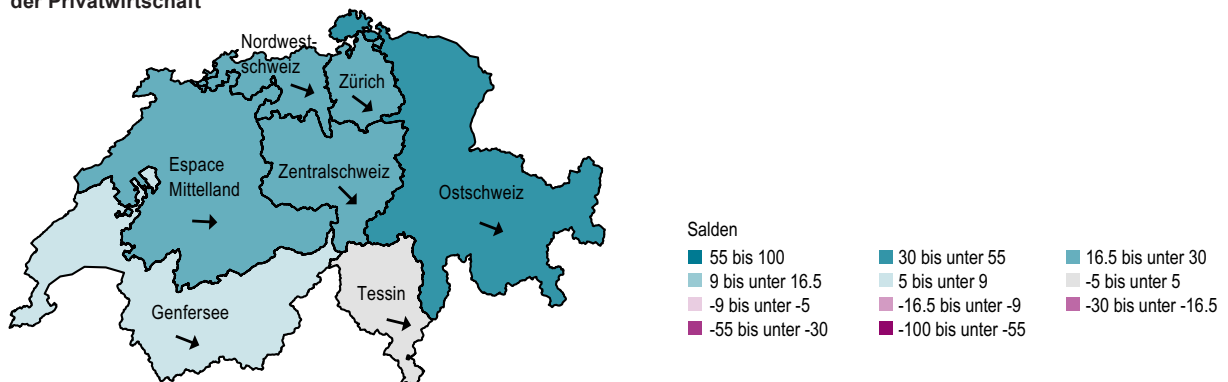 der Privatwirtschaft
Nordwest-
schweiz
Zürich
Espace
Mittelland
Zentralschweiz
Ostschweiz
Genfersee
Tessin
Salden
55 bis 100
30 bis unter 55
16.5 bis unter 30
9 bis unter 16.5
5 bis unter 9
-5 bis unter 5
-9 bis unter -5
-16.5 bis unter -9
-30 bis unter -16.5
-55 bis unter -30
-100 bis unter -55